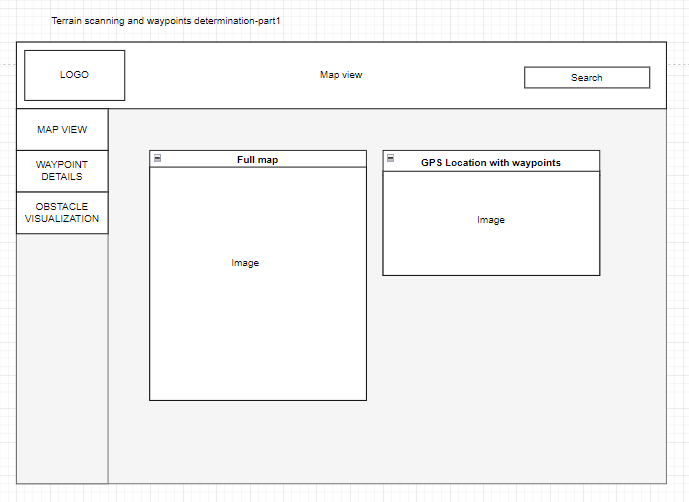 Terrain scanning and waypoints determination-part1
LOGO
Map view
Search
MAP VIEW
WAYPOINT
DETAILS
OBSTACLE
VISUALIZATION
Full map
Image
GPS Location with waypoints
Image